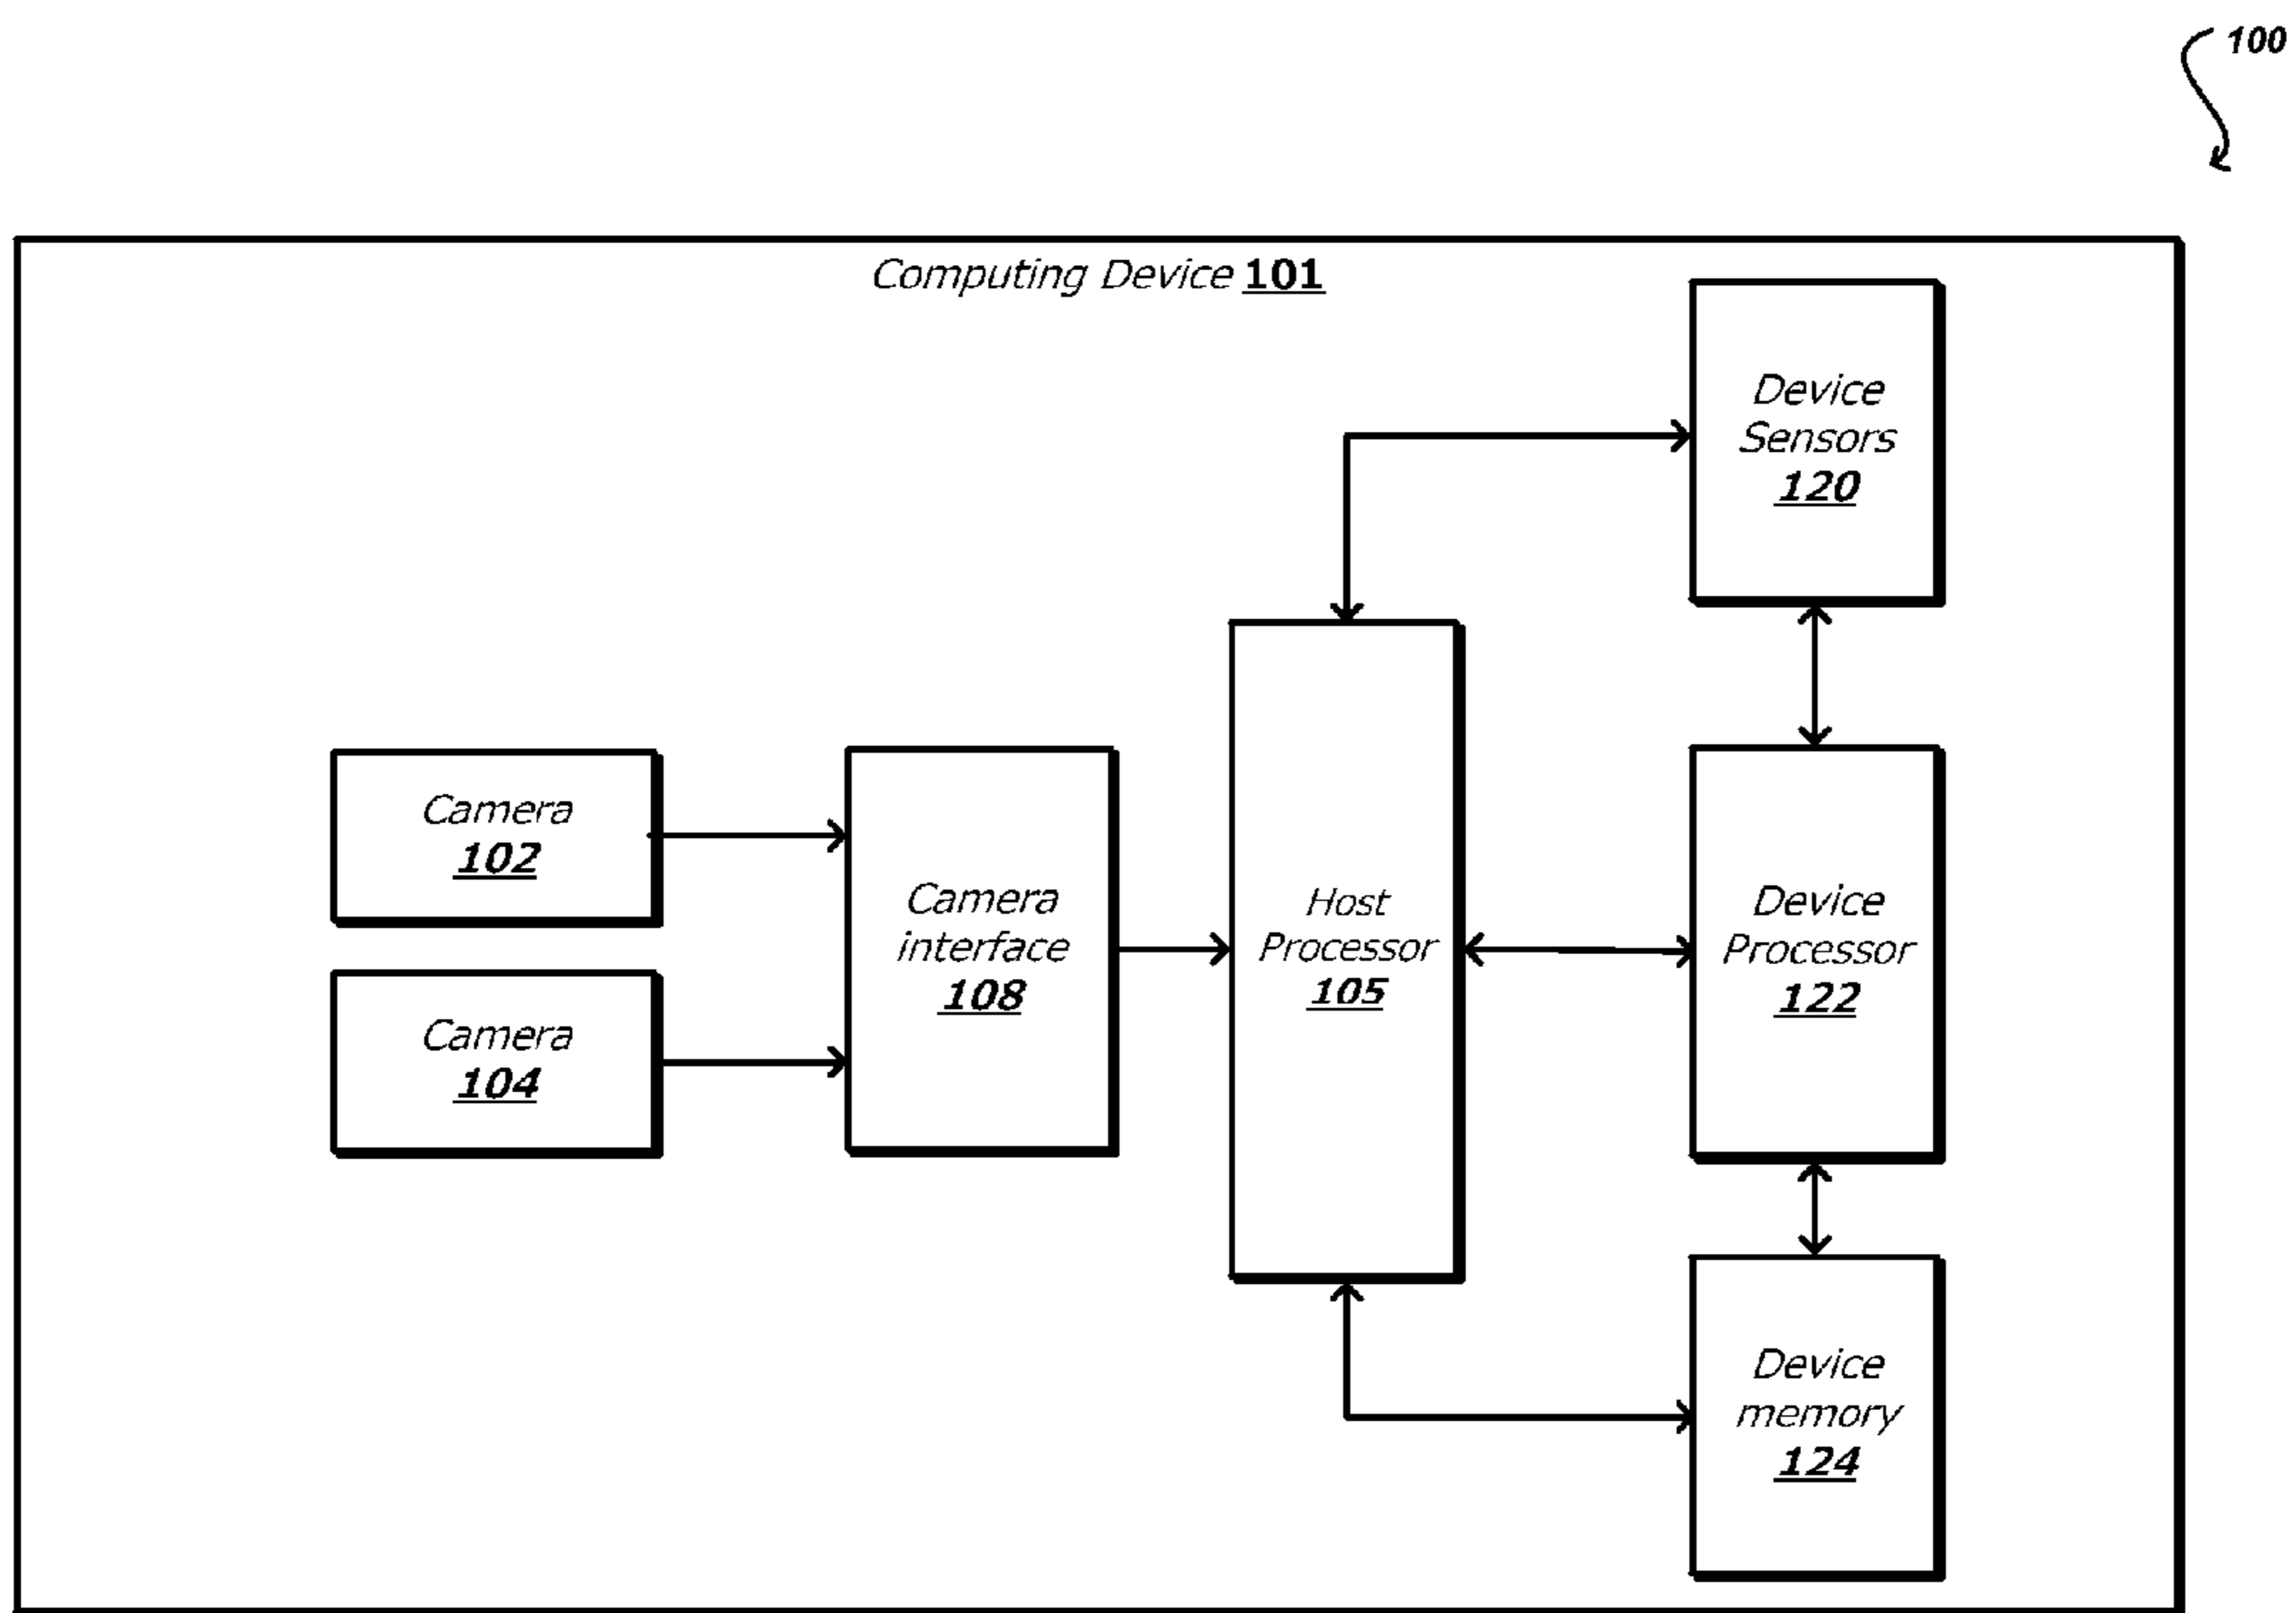 100
Computing Device 101
Device
Sensors
120
Camera
102
Camera
104
Camera
interface
108
Host
Processor
105
Device
Processor
122
Device
memory
124